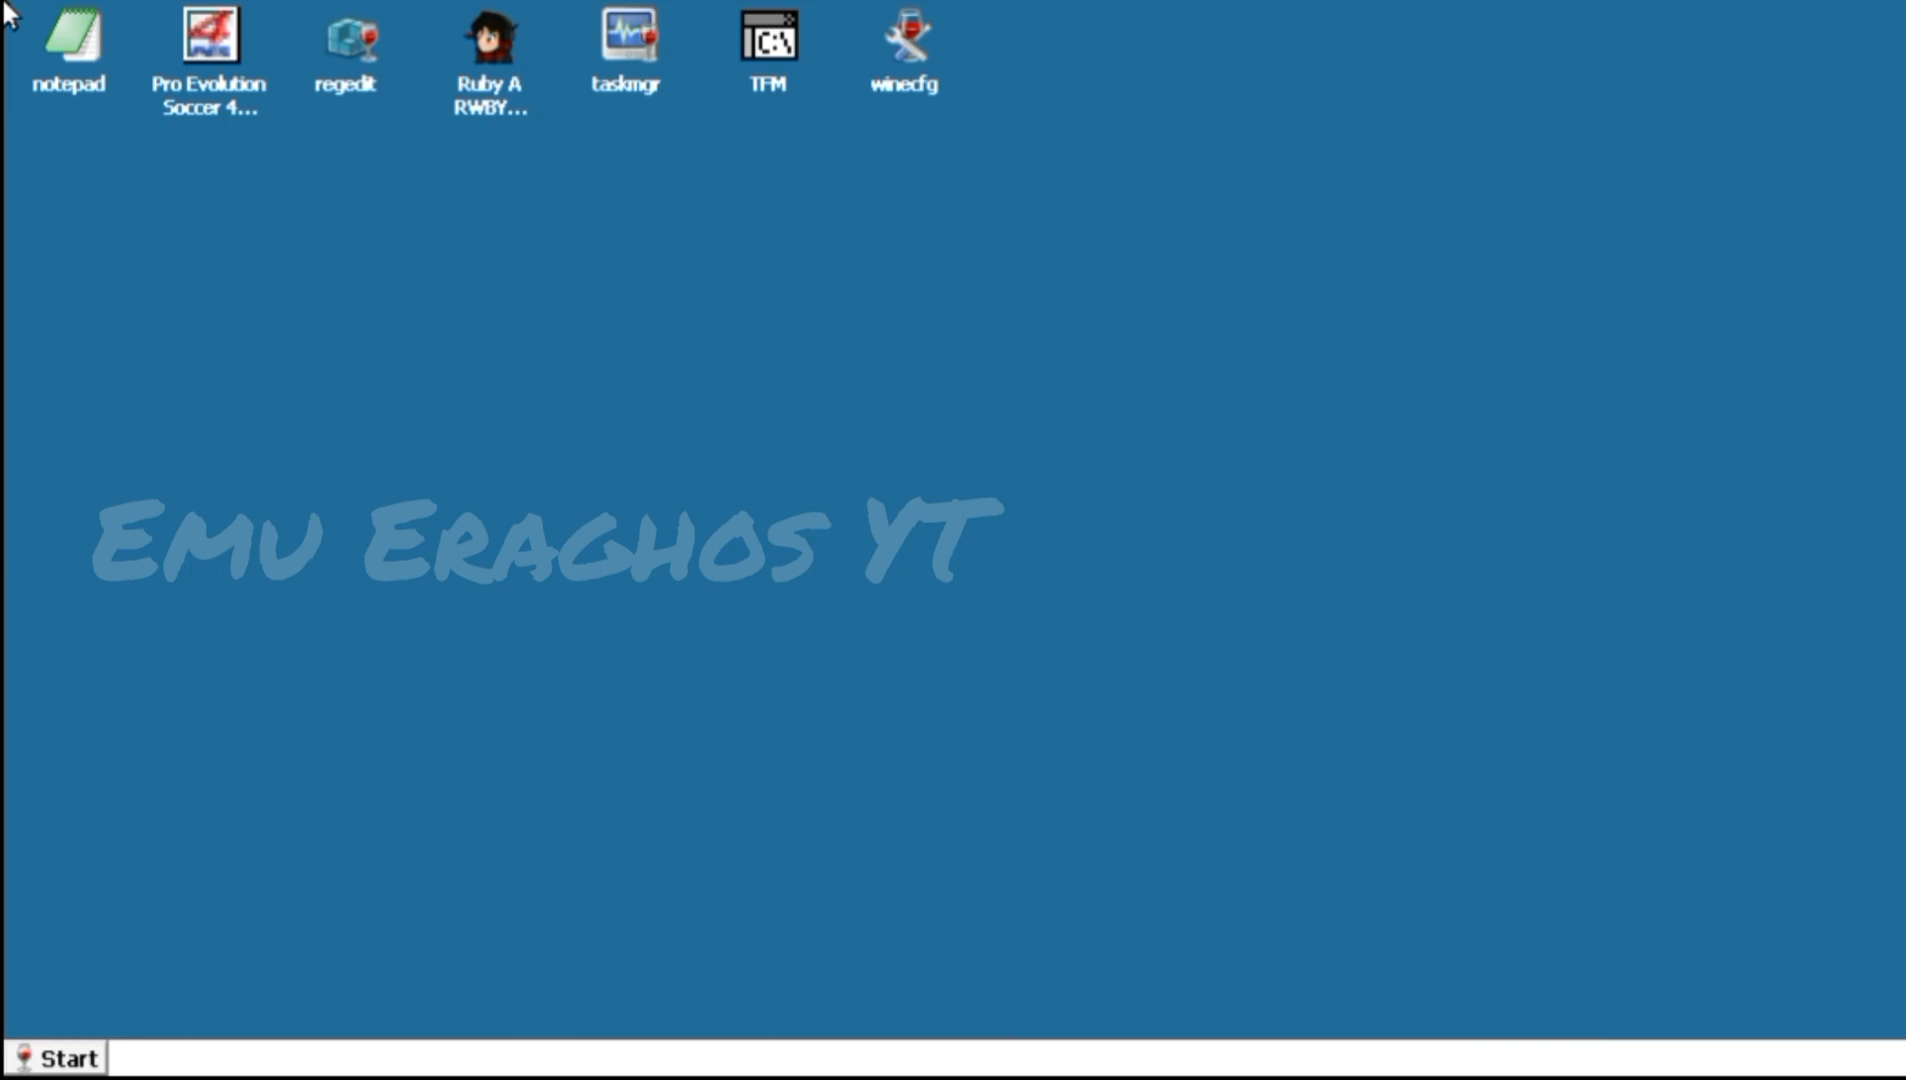 notepad
Pro Evolution
Soccer 4...
regedit
Ruby A
RWBY...
taskmgr
C:\
TFM
winecfg
Emu Eraghos YT
Start